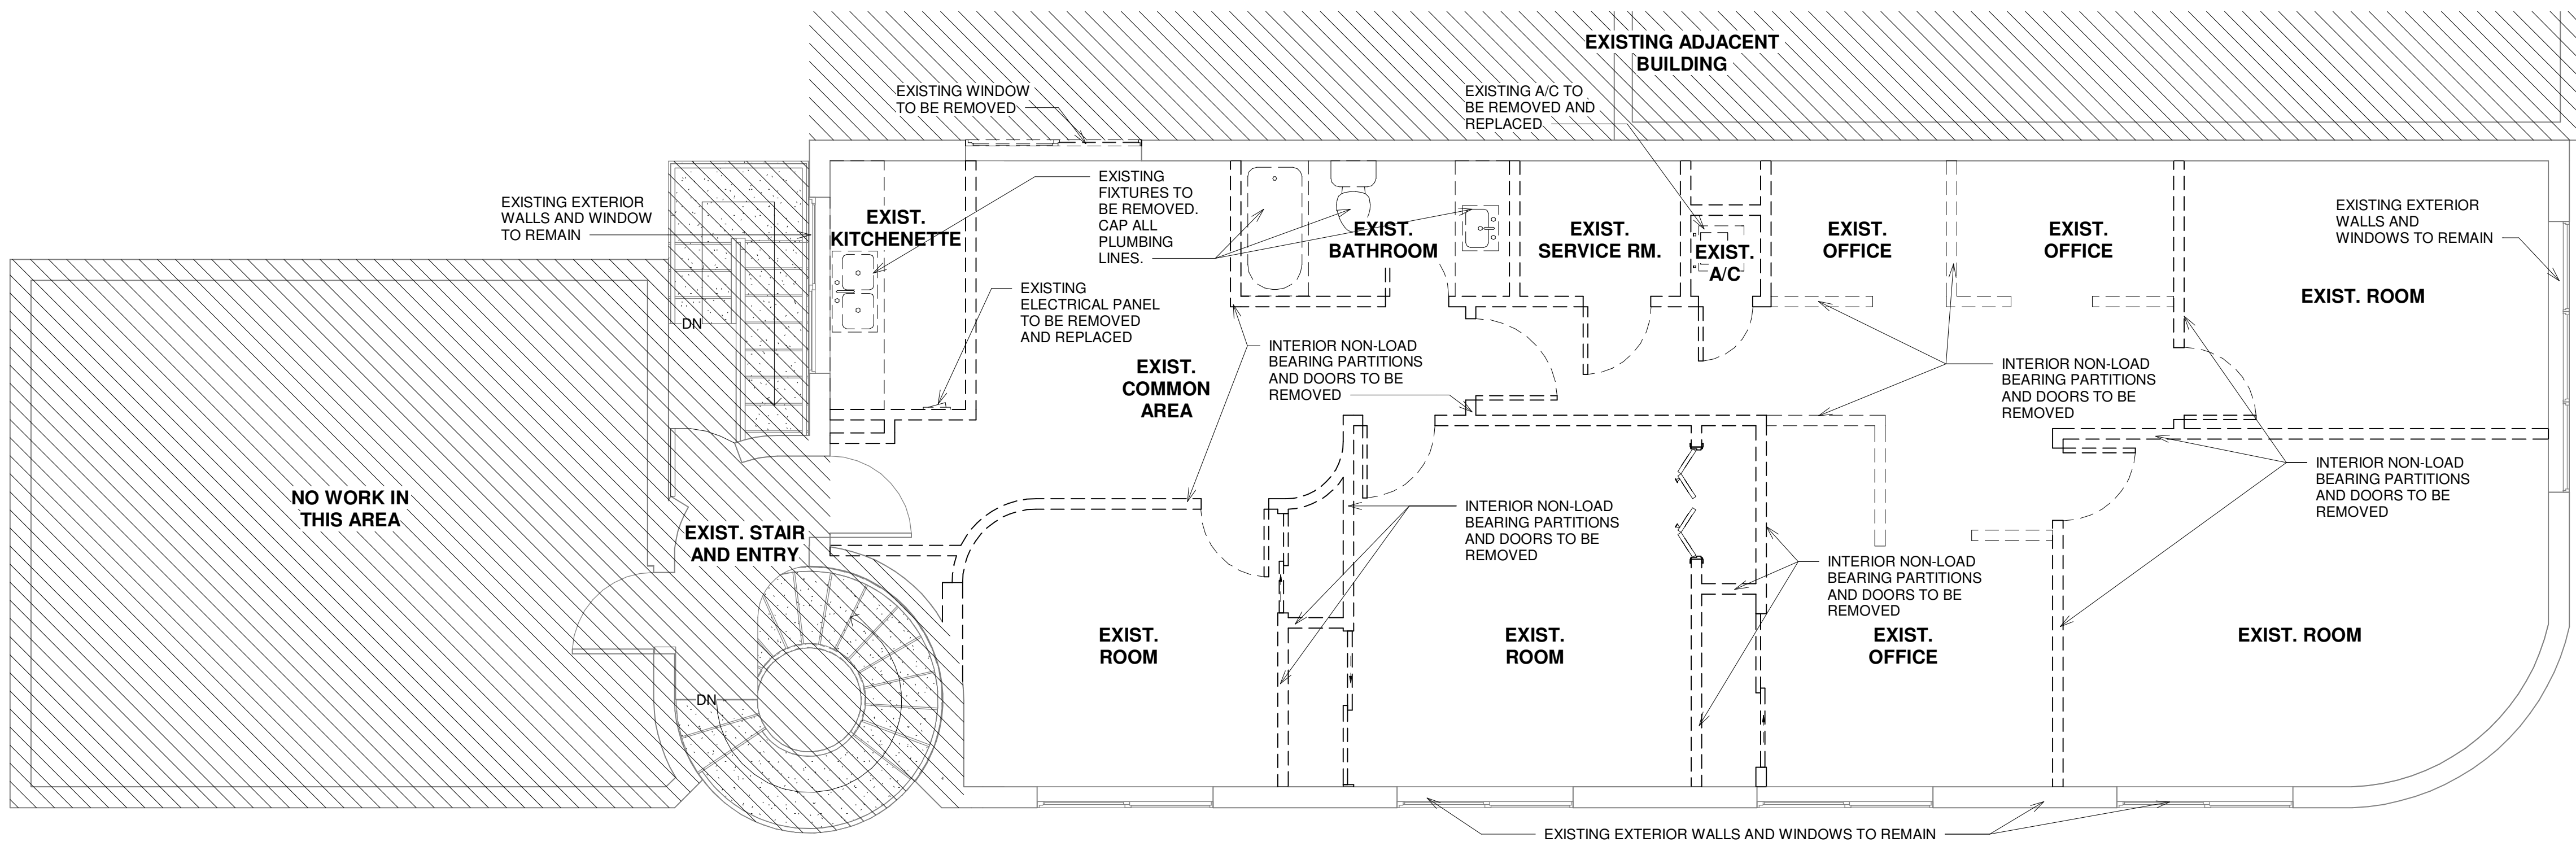 EXISTING ADJACENT
BUILDING
EXISTING WINDOW
TO BE REMOVED
EXISTING A/C TO
BE REMOVED AND
REPLACED
EXISTING EXTERIOR
WALLS AND WINDOW
TO REMAIN
EXIST.
KITCHENETTE
EXISTING
FIXTURES TO
BE REMOVED.
CAP ALL
PLUMBING
LINES.
EXIST.
BATHROOM
EXIST.
SERVICE RM.
EXIST.
A/C
EXIST.
OFFICE
EXIST.
OFFICE
EXISTING EXTERIOR
WALLS AND
WINDOWS TO REMAIN
EXIST. ROOM
DN
EXISTING
ELECTRICAL PANEL
TO BE REMOVED
AND REPLACED
EXIST.
COMMON
AREA
INTERIOR NON-LOAD
BEARING PARTITIONS
AND DOORS TO BE
REMOVED
INTERIOR NON-LOAD
BEARING PARTITIONS
AND DOORS TO BE
REMOVED
NO WORK IN
THIS AREA
EXIST. STAIR
AND ENTRY
INTERIOR NON-LOAD
BEARING PARTITIONS
AND DOORS TO BE
REMOVED
INTERIOR NON-LOAD
BEARING PARTITIONS
AND DOORS TO BE
REMOVED
INTERIOR NON-LOAD
BEARING PARTITIONS
AND DOORS TO BE
REMOVED
EXIST.
ROOM
EXIST.
ROOM
EXIST.
OFFICE
EXIST. ROOM
DN
EXISTING EXTERIOR WALLS AND WINDOWS TO REMAIN